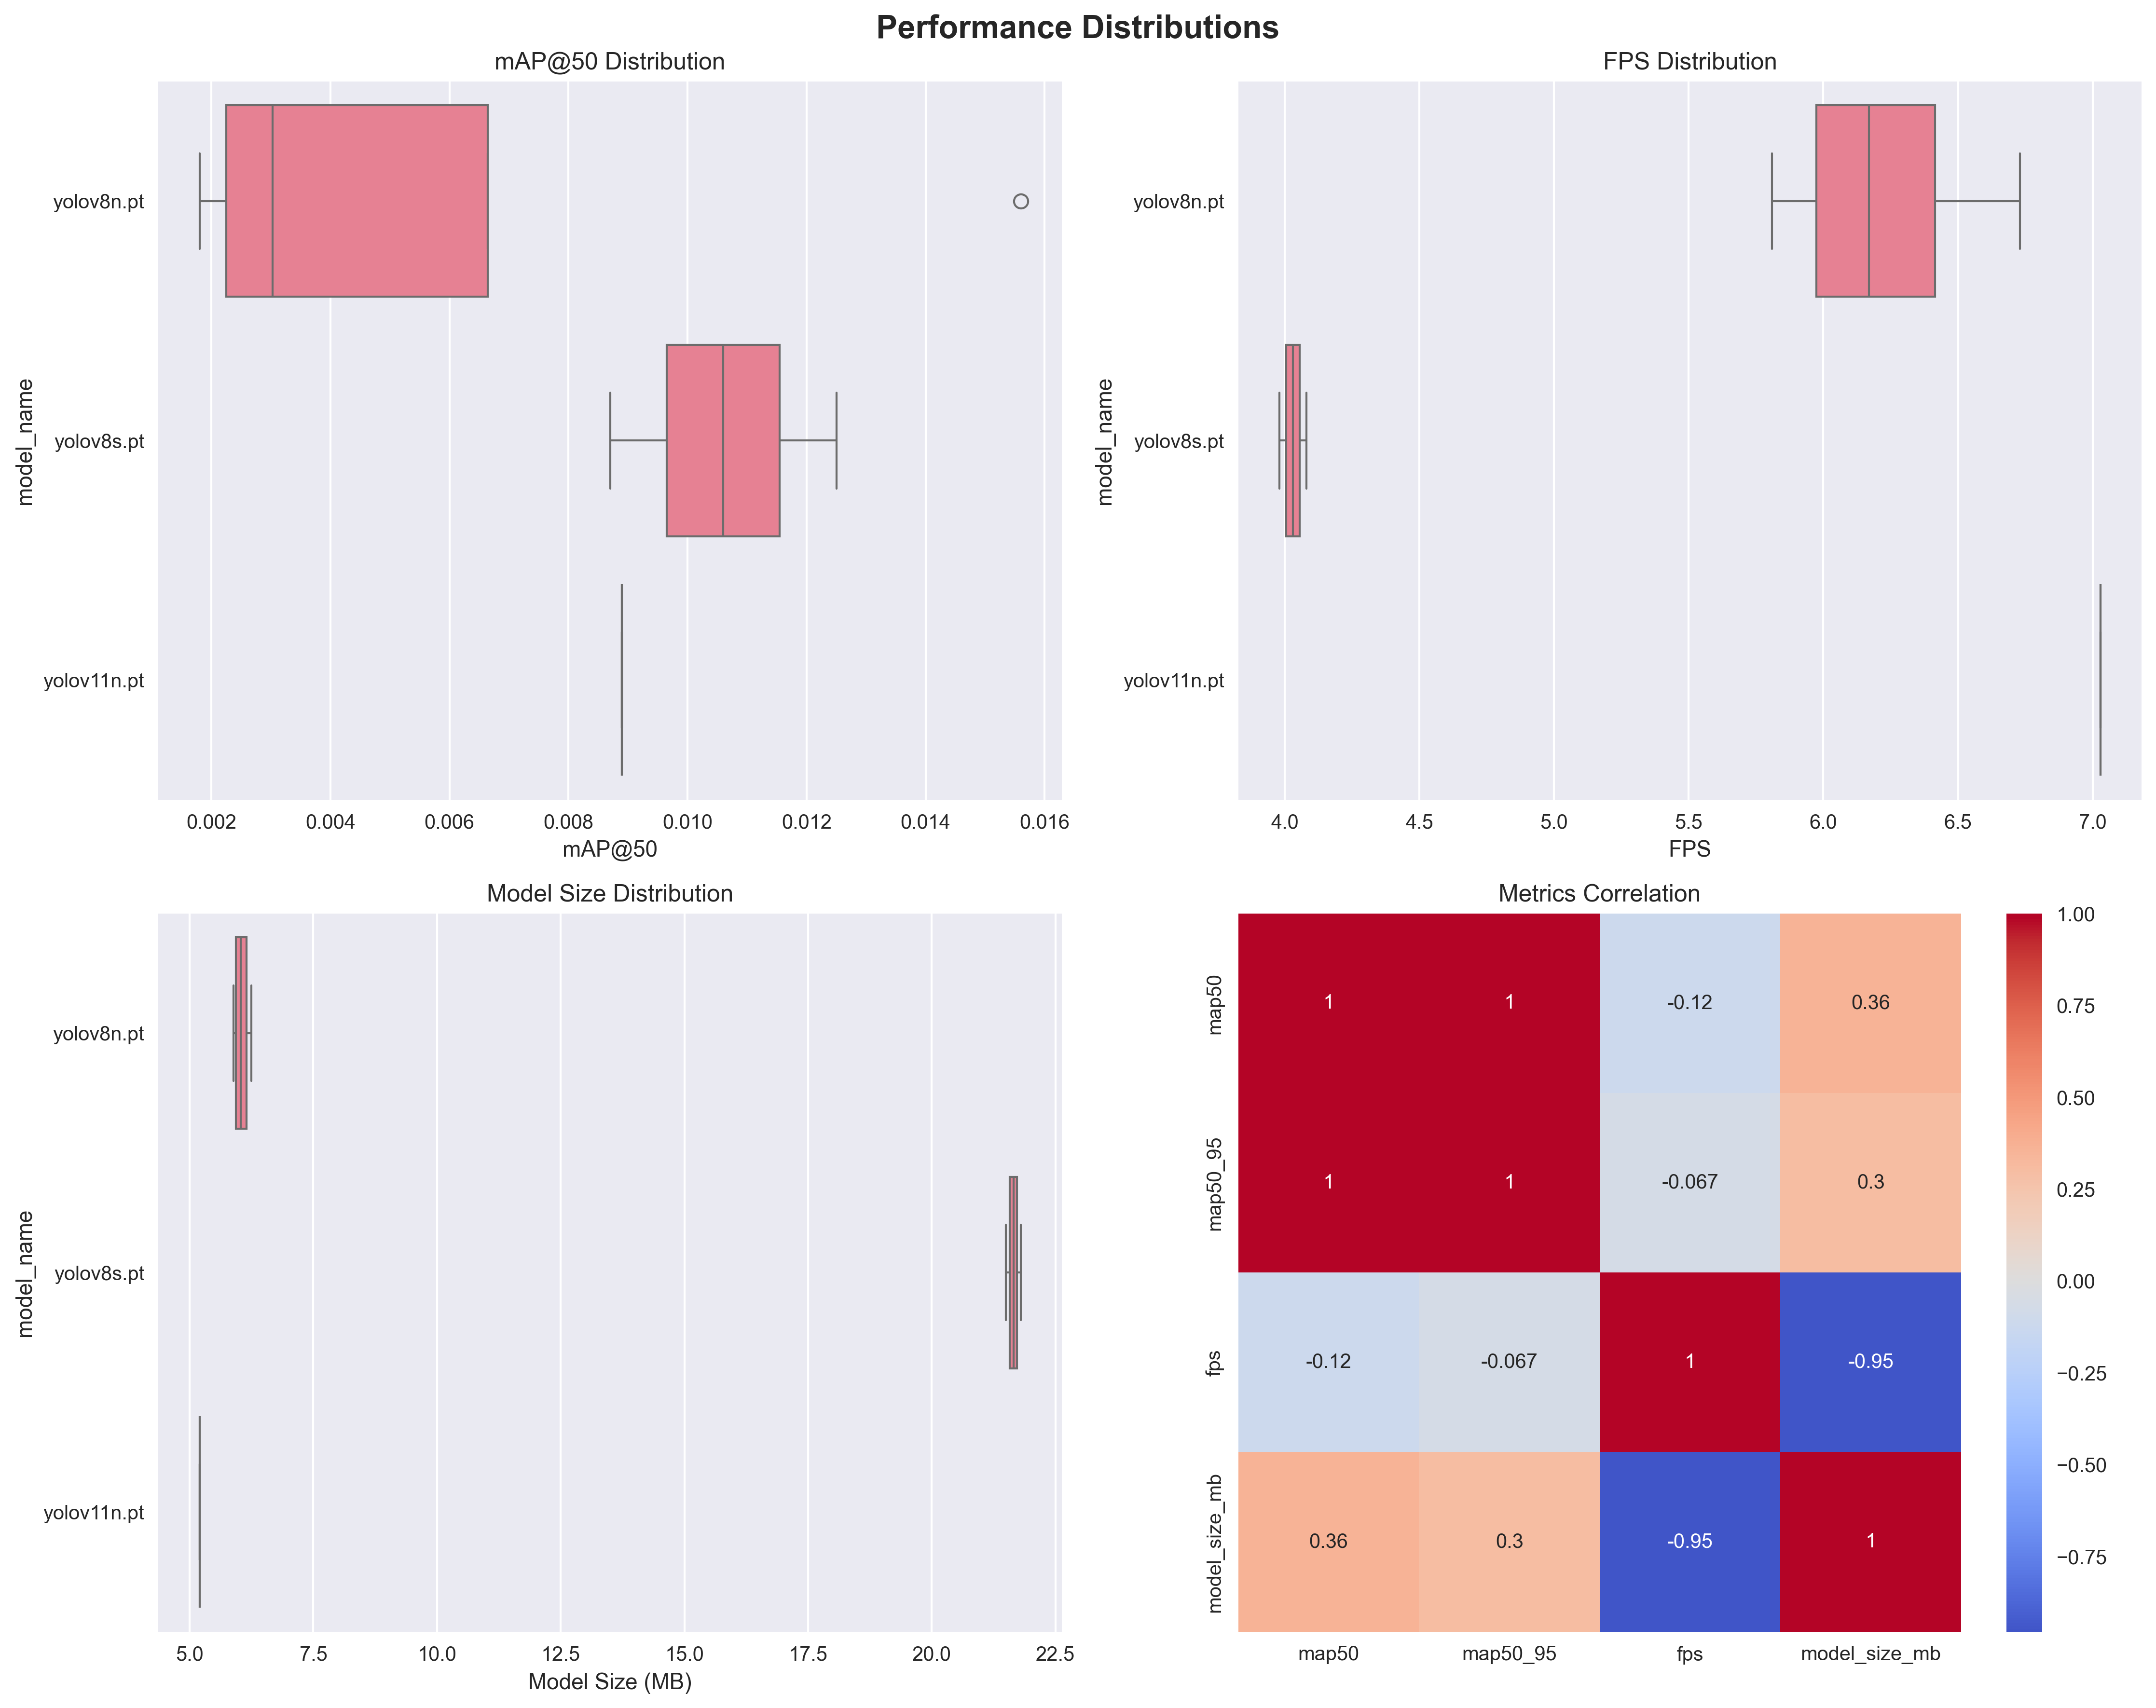 Performance Distributions
mAP@50 Distribution
yolov8n.pt
yolov8s.pt
yolov11n.pt
model_name
0.002 0.004 0.006 0.008 0.010 0.012 0.014 0.016
mAP@50
FPS Distribution
yolov8n.pt
yolov8s.pt
yolov11n.pt
model_name
4.0 4.5 5.0 5.5 6.0 6.5 7.0
FPS
Model Size Distribution
yolov8n.pt
yolov8s.pt
yolov11n.pt
model_name
5.0 7.5 10.0 12.5 15.0 17.5 20.0 22.5
Model Size (MB)
Metrics Correlation
map50 1 1 -0.12 0.36
map50_95 1 1 -0.067 0.3
fps -0.12 -0.067 1 -0.95
model_size_mb 0.36 0.3 -0.95 1
map50 map50_95 fps model_size_mb
1.00
0.75
0.50
0.25
0.00
−0.25
−0.50
−0.75